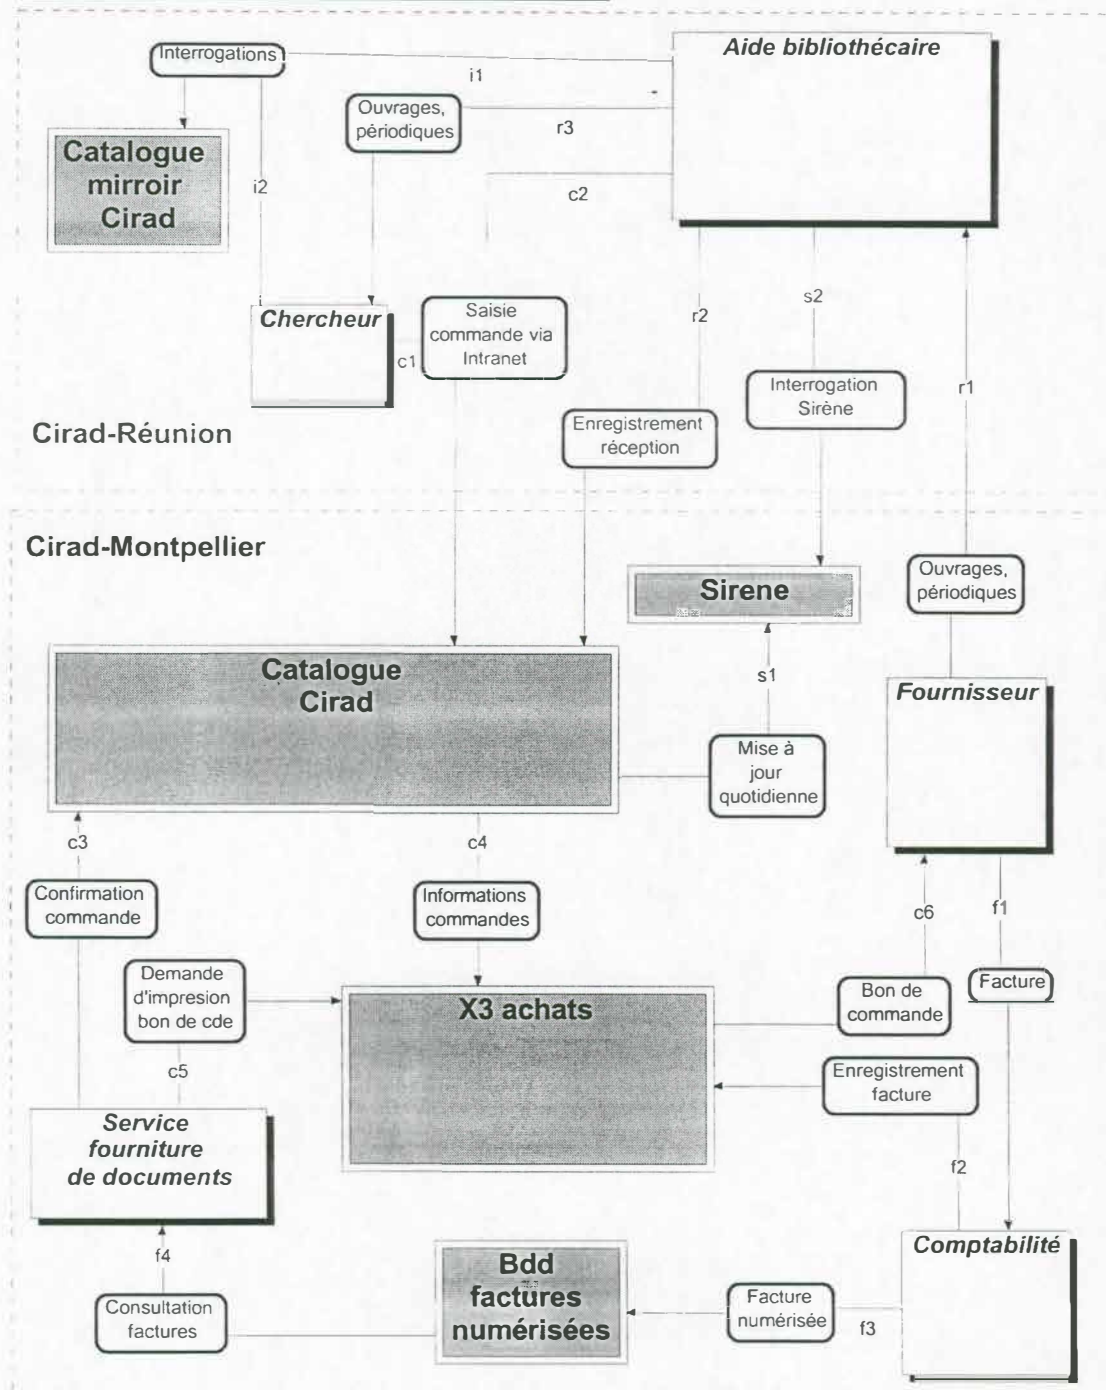 Aide bibliothécaire
Interrogations
i1
Ouvrages,
périodiques
r3
Catalogue
mirroir
Cirad
i2
c2
Chercheur
c1
Saisie
commande via
Intranet
r2
s2
r1
Interrogation
Sirène
Enregistrement
réception
Cirad-Réunion
Cirad-Montpellier
Sirene
Ouvrages,
périodiques
Catalogue
Cirad
s1
Fournisseur
Mise à
jour
quotidienne
c3
c4
Confirmation
commande
Informations
commandes
c6
f1
Demande
d'impresion
bon de cde
X3 achats
Bon de
commande
Facture
c5
Enregistrement
facture
Service
fourniture
de documents
f2
f4
Bdd
factures
numérisées
Comptabilité
Consultation
factures
Facture
numérisée
f3